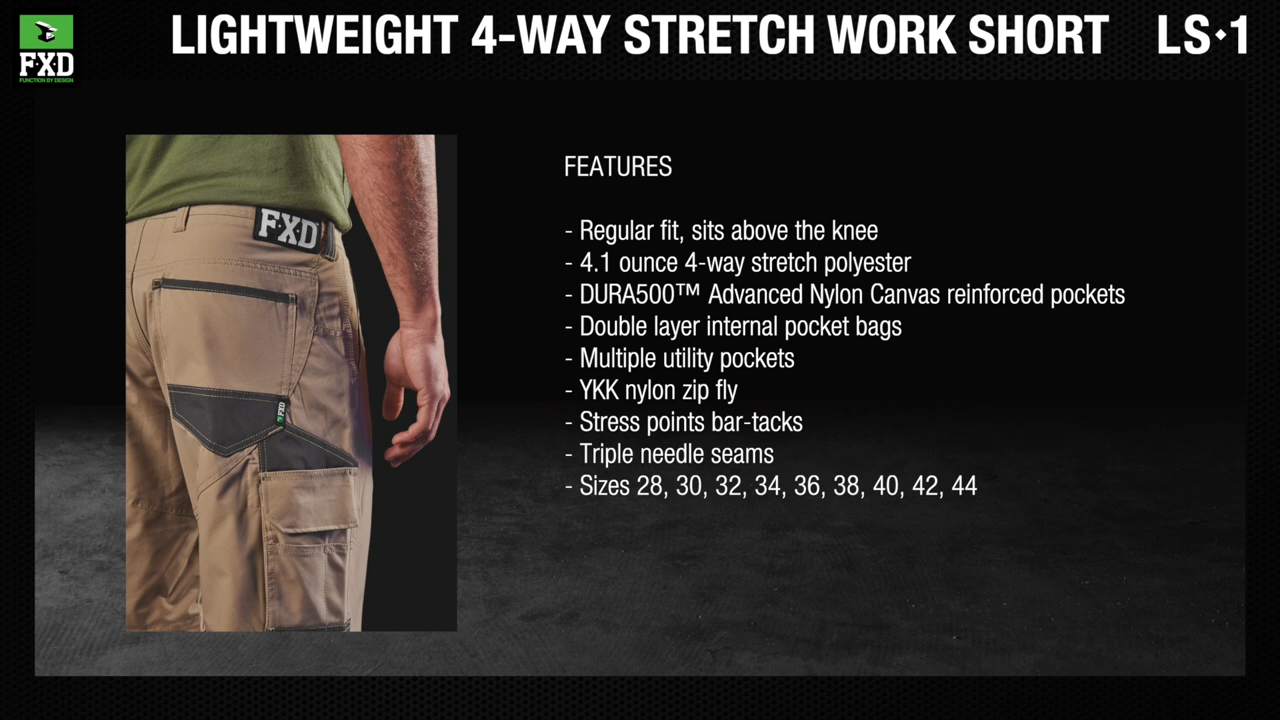 LIGHTWEIGHT 4-WAY STRETCH WORK SHORT LS•1
FXD
FUNCTION BY DESIGN
FXD
FXD
FEATURES
- Regular fit, sits above the knee
- 4.1 ounce 4-way stretch polyester
- DURA500™ Advanced Nylon Canvas reinforced pockets
- Double layer internal pocket bags
- Multiple utility pockets
- YKK nylon zip fly
- Stress points bar-tacks
- Triple needle seams
- Sizes 28, 30, 32, 34, 36, 38, 40, 42, 44